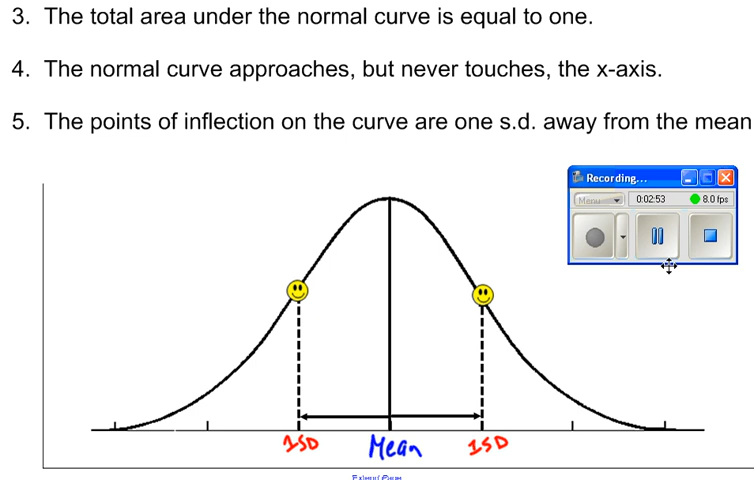 3. The total area under the normal curve is equal to one.
4. The normal curve approaches, but never touches, the x-axis.
5. The points of inflection on the curve are one s.d. away from the mean
Recording...
Menu 0:02:53 8.0 fps
1SD Mean 1SD